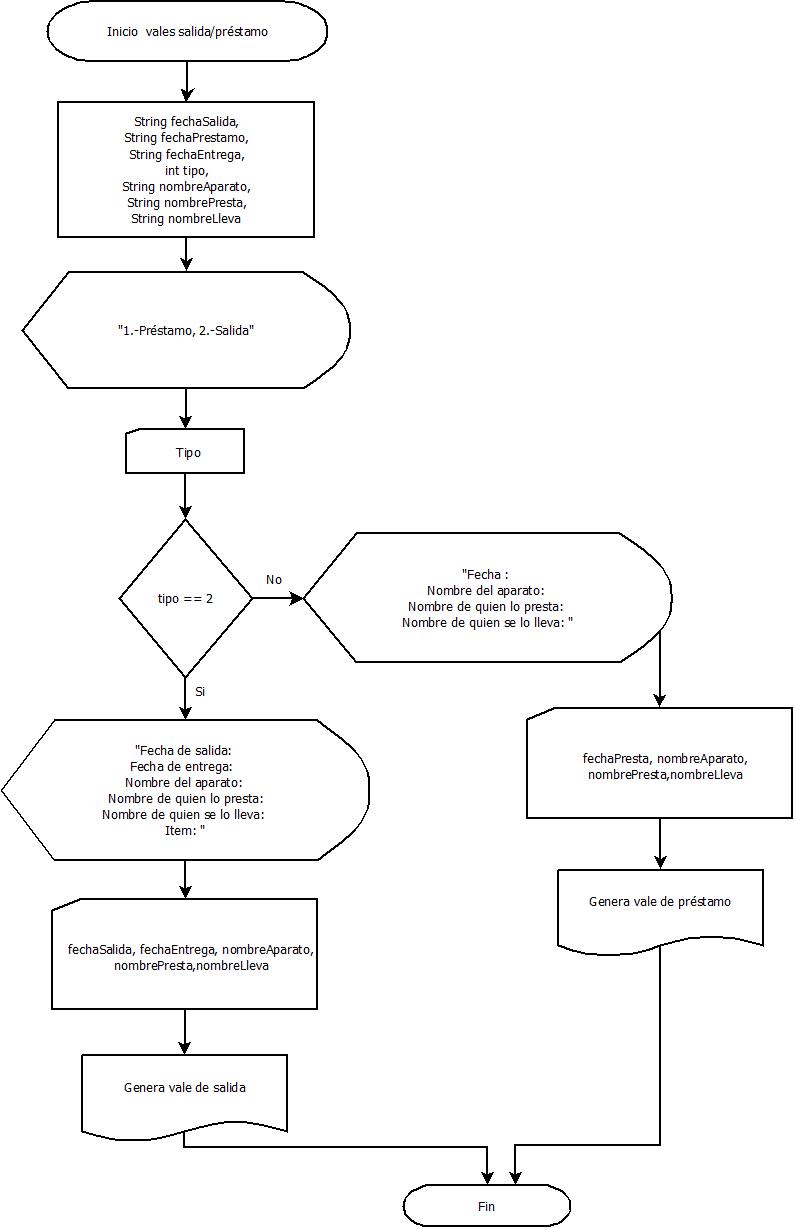 Inicio  vales salida/préstamo
String fechaSalida,
String fechaPrestamo,
String fechaEntrega,
int tipo,
String nombreAparato,
String nombrePresta,
String nombreLleva
"1.-Préstamo, 2.-Salida"
Tipo
tipo == 2
No
"Fecha :
Nombre del aparato:
Nombre de quien lo presta:
Nombre de quien se lo lleva: "
Si
"Fecha de salida:
Fecha de entrega:
Nombre del aparato:
Nombre de quien lo presta:
Nombre de quien se lo lleva:
Item: "
fechaPresta, nombreAparato,
nombrePresta,nombreLleva
Genera vale de préstamo
fechaSalida, fechaEntrega, nombreAparato,
nombrePresta,nombreLleva
Genera vale de salida
Fin